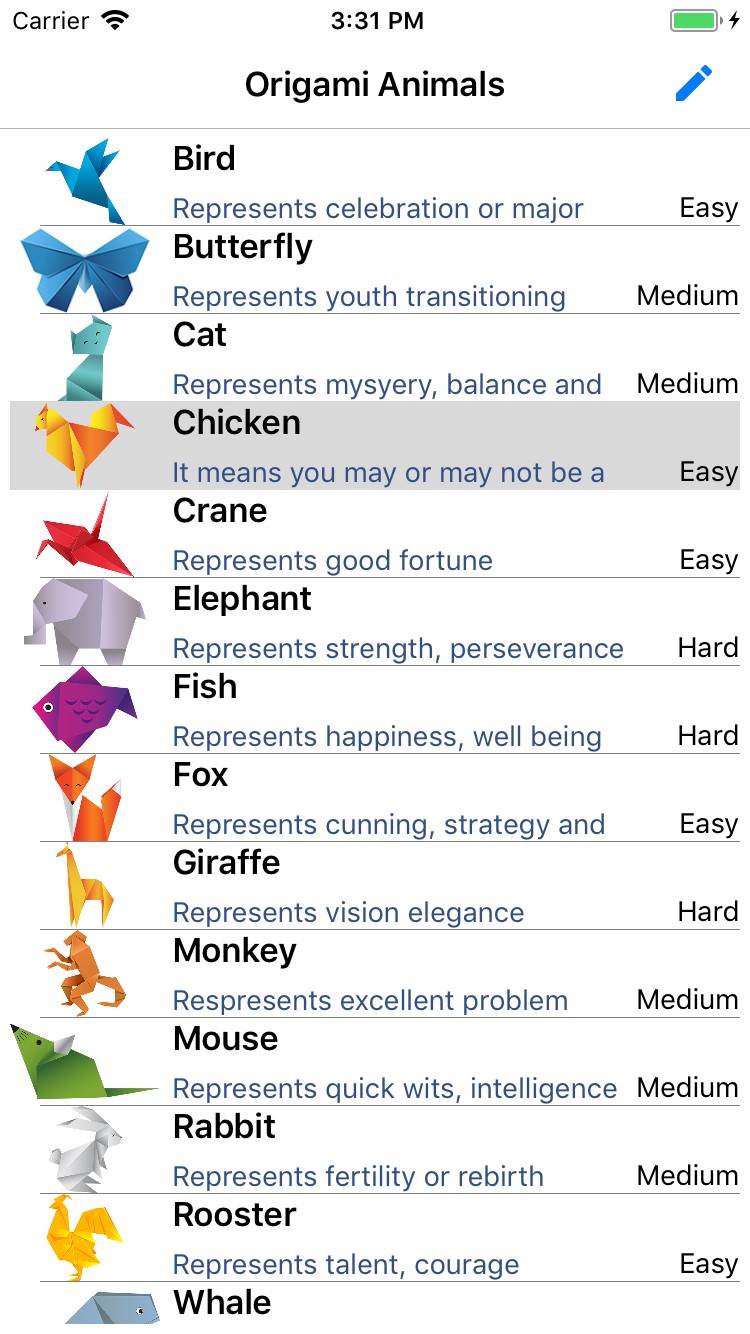 Carrier 3:31 PM
Origami Animals
Bird
Represents celebration or major Easy
Butterfly
Represents youth transitioning Medium
Cat
Represents mysyery, balance and Medium
Chicken
It means you may or may not be a Easy
Crane
Represents good fortune Easy
Elephant
Represents strength, perseverance Hard
Fish
Represents happiness, well being Hard
Fox
Represents cunning, strategy and Easy
Giraffe
Represents vision elegance Hard
Monkey
Respresents excellent problem Medium
Mouse
Represents quick wits, intelligence Medium
Rabbit
Represents fertility or rebirth Medium
Rooster
Represents talent, courage Easy
Whale